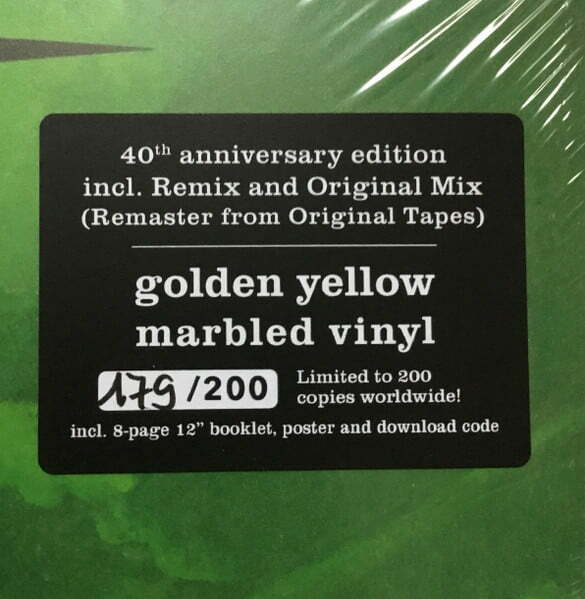 40th anniversary edition
incl. Remix and Original Mix
(Remaster from Original Tapes)
golden yellow
marbled vinyl
179/200 Limited to 200
copies worldwide!
incl. 8-page 12” booklet, poster and download code